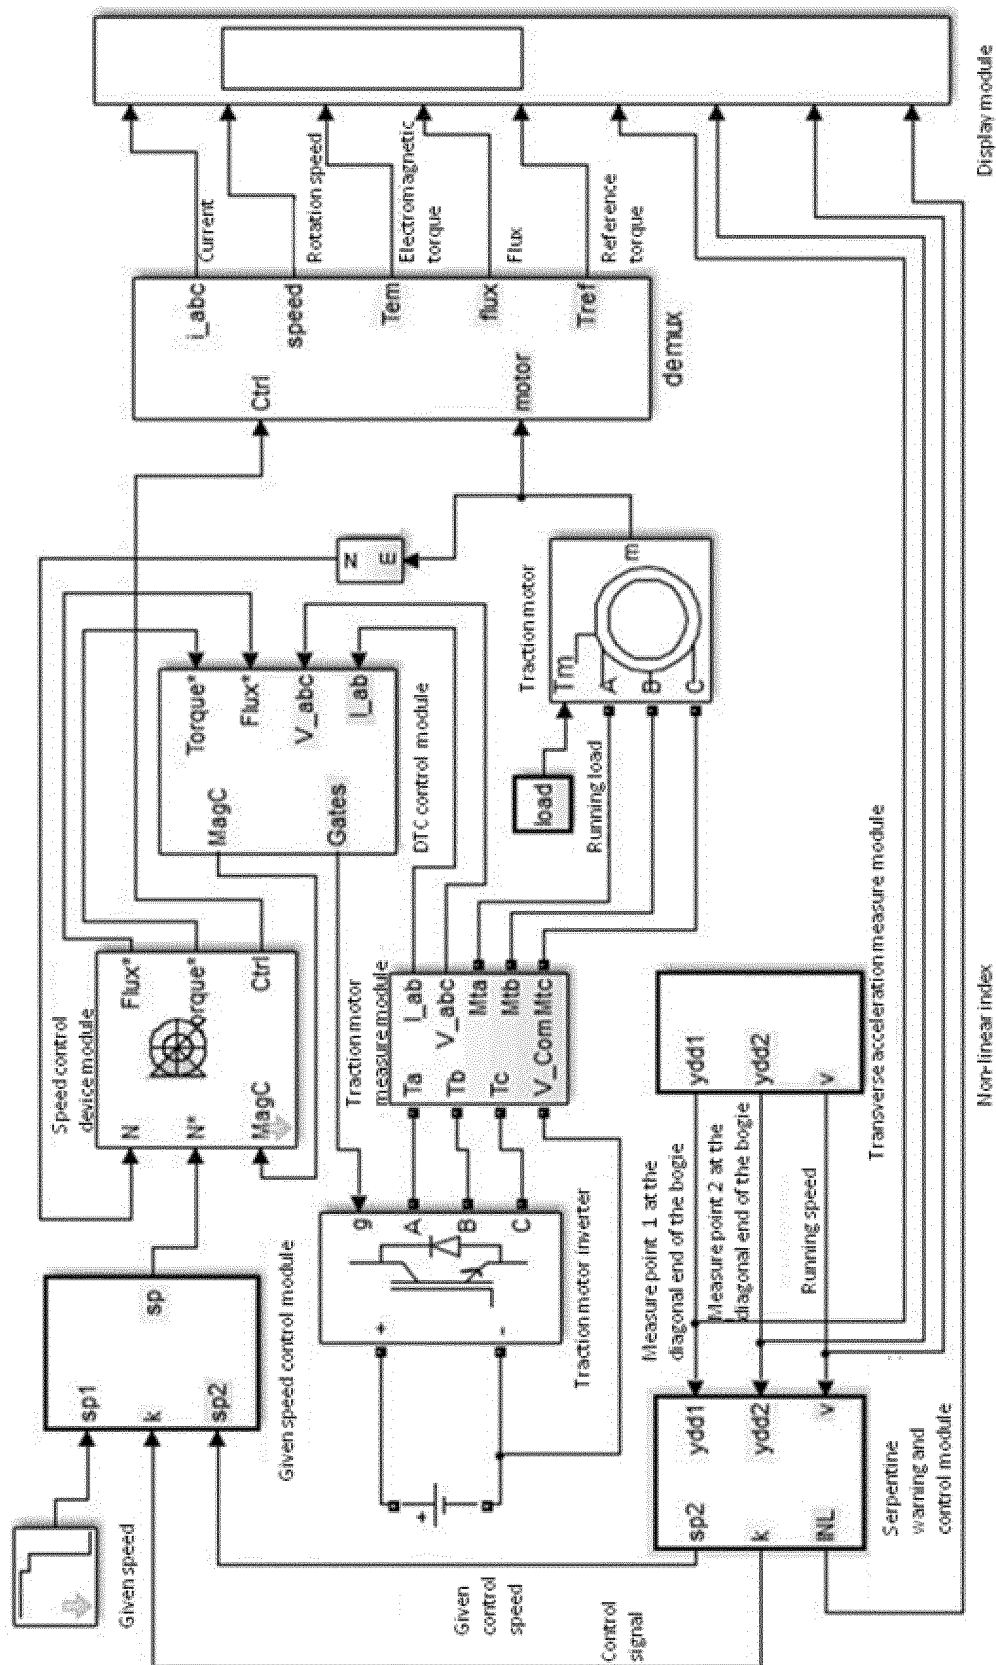 Given speed
sp1
k
sp2
sp
Given speed control module
Speed control
device module
N
N*
MagC
Flux*
orque*
Ctrl
MagC
Gates
Torque*
Flux*
V_abc
I_ab
DTC control module
N
m
Ctrl
motor
i_abc
speed
Tem
flux
Tref
demux
Current
Rotation speed
Electromagnetic
torque
Flux
Reference
torque
Display module
+
+
-
g
A
B
C
Traction motor inverter
Traction motor
measure module
Ta
Tb
Tc
V_Com
I_ab
V_abc
Mta
Mtb
Mtc
load
Running load
Traction motor
Tm
A
B
C
m
Given
control
speed
Control
signal
sp2
k
INL
ydd1
ydd2
v
Serpentine
warning and
control module
Measure point 1 at the
diagonal end of the bogie
Measure point 2 at the
diagonal end of the bogie
Running speed
ydd1
ydd2
v
Transverse acceleration measure module
Non-linear index